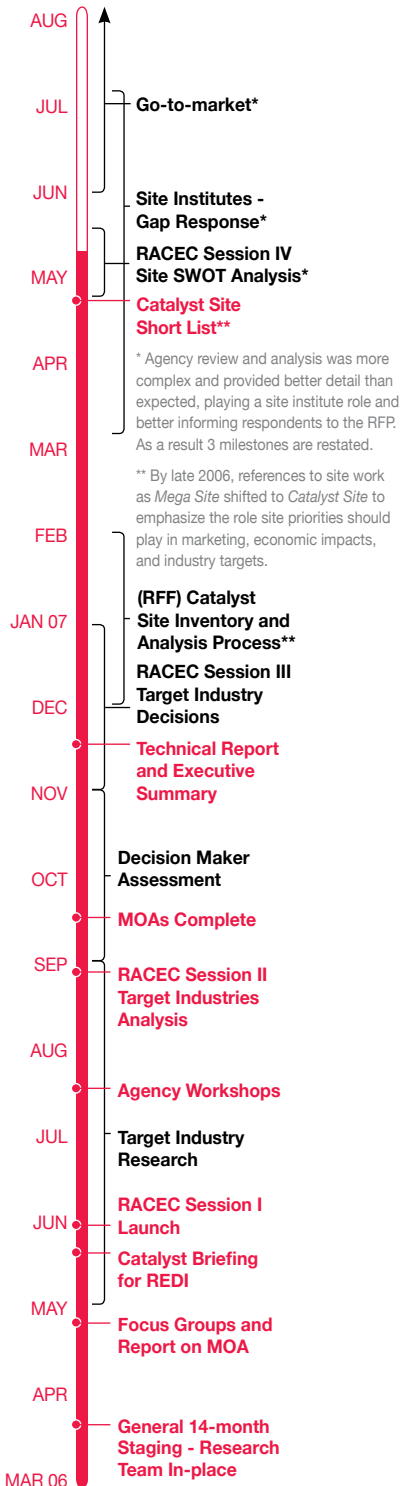 AUG
JUL
Go-to-market*
JUN
Site Institutes -
Gap Response*
RACEC Session IV
Site SWOT Analysis*
MAY
Catalyst Site
Short List**
* Agency review and analysis was more
complex and provided better detail than
expected, playing a site institute role and
better informing respondents to the RFP.
As a result 3 milestones are restated.
APR
MAR
** By late 2006, references to site work
as Mega Site shifted to Catalyst Site to
emphasize the role site priorities should
play in marketing, economic impacts,
and industry targets.
FEB
(RFF) Catalyst
Site Inventory and
Analysis Process**
JAN 07
RACEC Session III
Target Industry
Decisions
DEC
Technical Report
and Executive
Summary
NOV
Decision Maker
Assessment
OCT
MOAs Complete
SEP
RACEC Session II
Target Industries
Analysis
AUG
Agency Workshops
JUL
Target Industry
Research
RACEC Session I
Launch
JUN
Catalyst Briefing
for REDI
MAY
Focus Groups and
Report on MOA
APR
General 14-month
Staging - Research
Team In-place
MAR 06